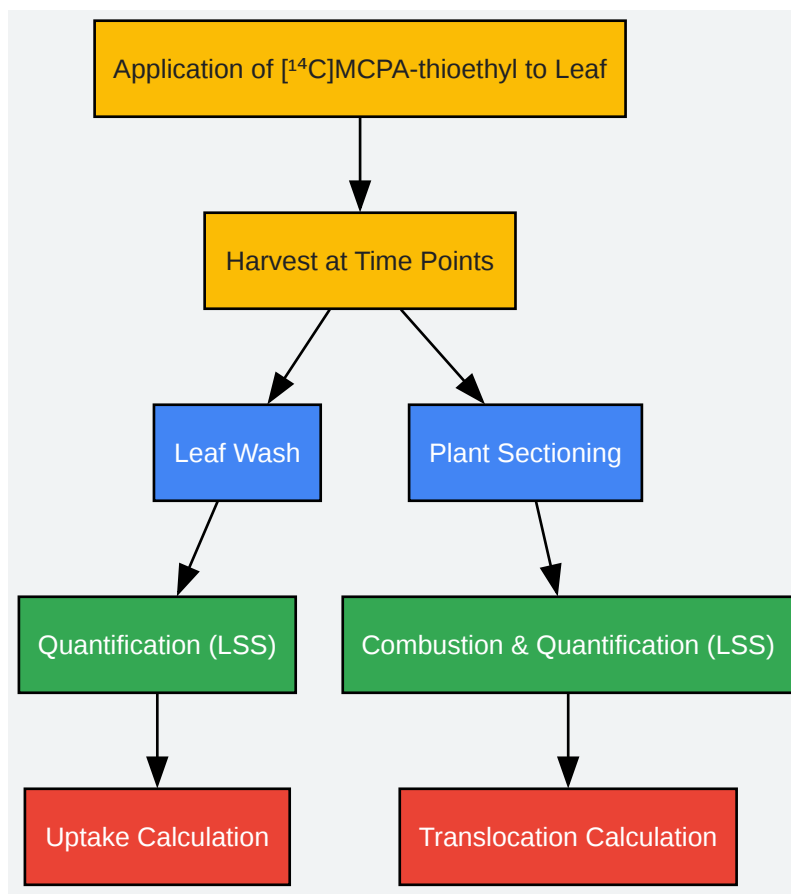 Application of [¹⁴C]MCPA-thioethyl to Leaf
Harvest at Time Points
Leaf Wash
Plant Sectioning
Quantification (LSS)
Combustion & Quantification (LSS)
Uptake Calculation
Translocation Calculation